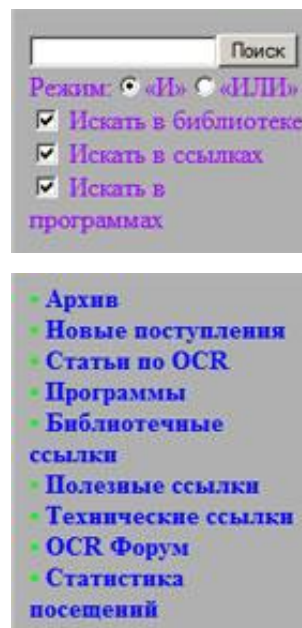 Поиск
Режим: «И» «ИЛИ»
Искать в библиотеке
Искать в ссылках
Искать в
программах
Архив
Новые поступления
Статьи по OCR
Программы
Библиотечные
ссылки
Полезные ссылки
Технические ссылки
OCR Форум
Статистика
посещений